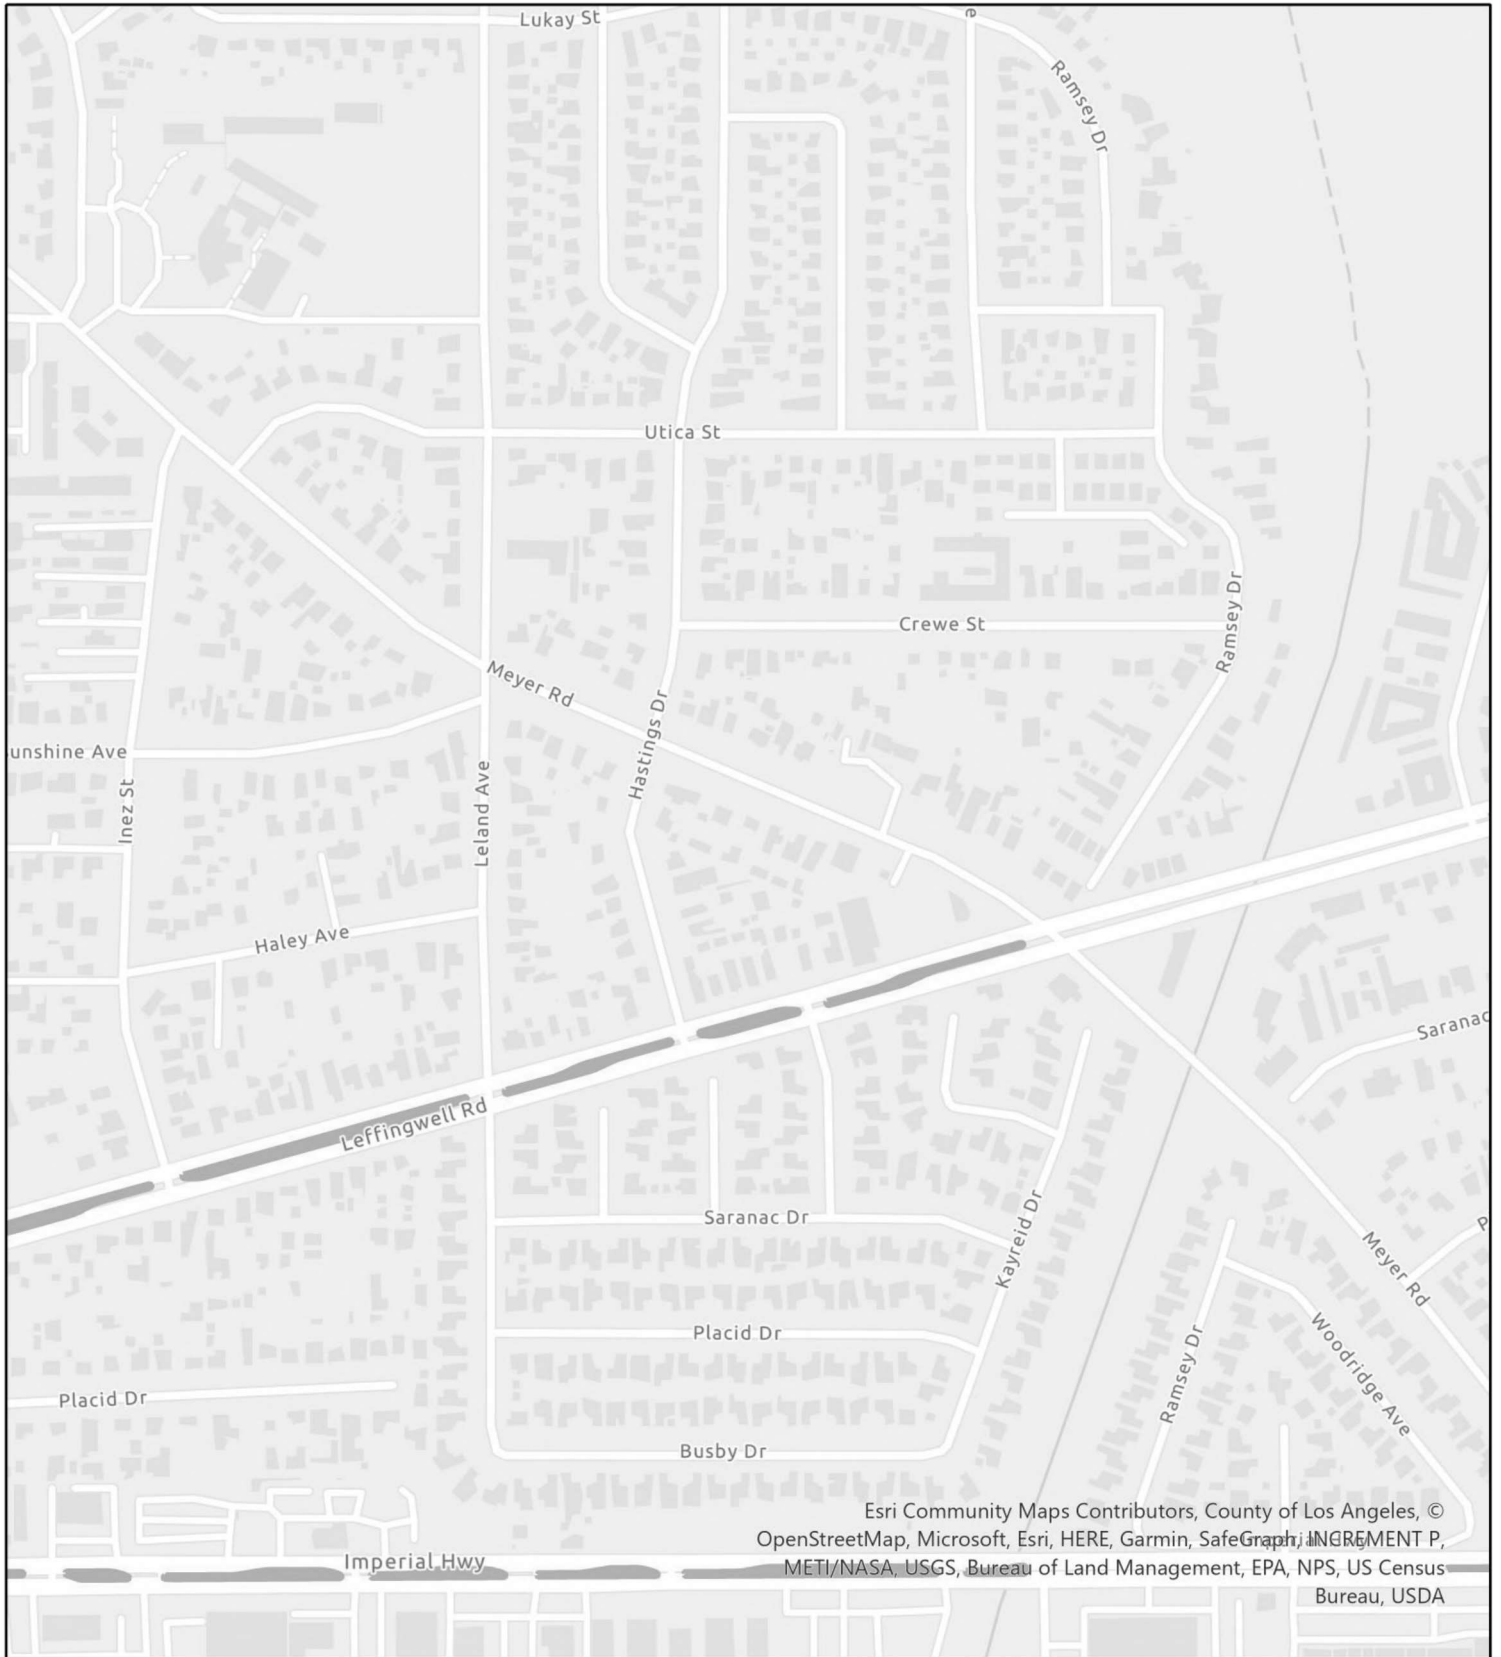 Lukay St
e
Ramsey Dr
Utica St
Crewe St
Ramsey Dr
Meyer Rd
Hastings Dr
unshine Ave
Inez St
Leland Ave
Haley Ave
Saranac
Leffingwell Rd
Saranac Dr
Kayreid Dr
P
Meyer Rd
Placid Dr
Ramsey Dr
Woodridge Ave
Placid Dr
Busby Dr
Esri Community Maps Contributors, County of Los Angeles, ©
OpenStreetMap, Microsoft, Esri, HERE, Garmin, SafeGraph, INCREMENT P,
METI/NASA, USGS, Bureau of Land Management, EPA, NPS, US Census
Bureau, USDA
Imperial Hwy